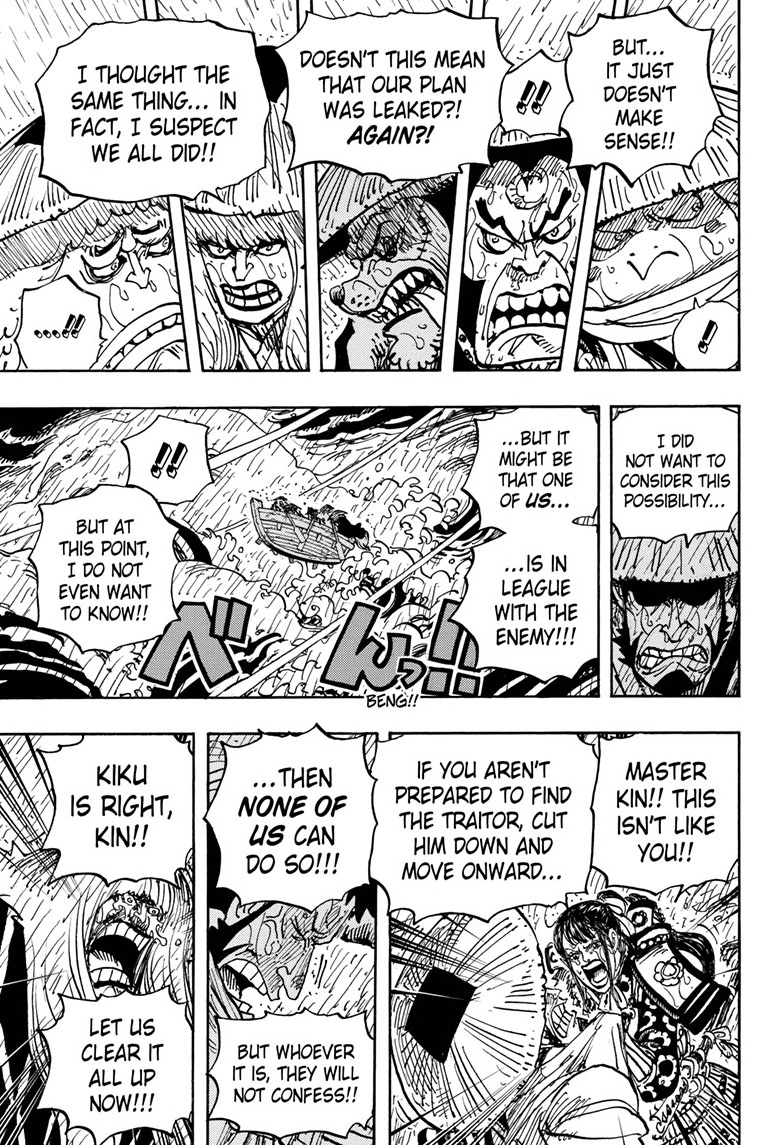 BUT...
IT JUST
DOESN'T
MAKE
SENSE!!
!!
!!
DOESN'T THIS MEAN
THAT OUR PLAN
WAS LEAKED?!
AGAIN?!
I THOUGHT THE
SAME THING... IN
FACT, I SUSPECT
WE ALL DID!!
....!!
I DID
NOT WANT TO
CONSIDER THIS
POSSIBILITY...
...BUT IT
MIGHT BE
THAT ONE
OF US...
...IS IN
LEAGUE
WITH THE
ENEMY!!!
!!
BUT AT
THIS POINT,
I DO NOT
EVEN WANT
TO KNOW!!
べんっ!!
BENG!!
MASTER
KIN!! THIS
ISN'T LIKE
YOU!!
IF YOU AREN'T
PREPARED TO FIND
THE TRAITOR, CUT
HIM DOWN AND
MOVE ONWARD...
...THEN
NONE OF
US CAN
DO SO!!!
BUT WHOEVER
IT IS, THEY WILL
NOT CONFESS!!
KIKU
IS RIGHT,
KIN!!
LET US
CLEAR IT
ALL UP
NOW!!!